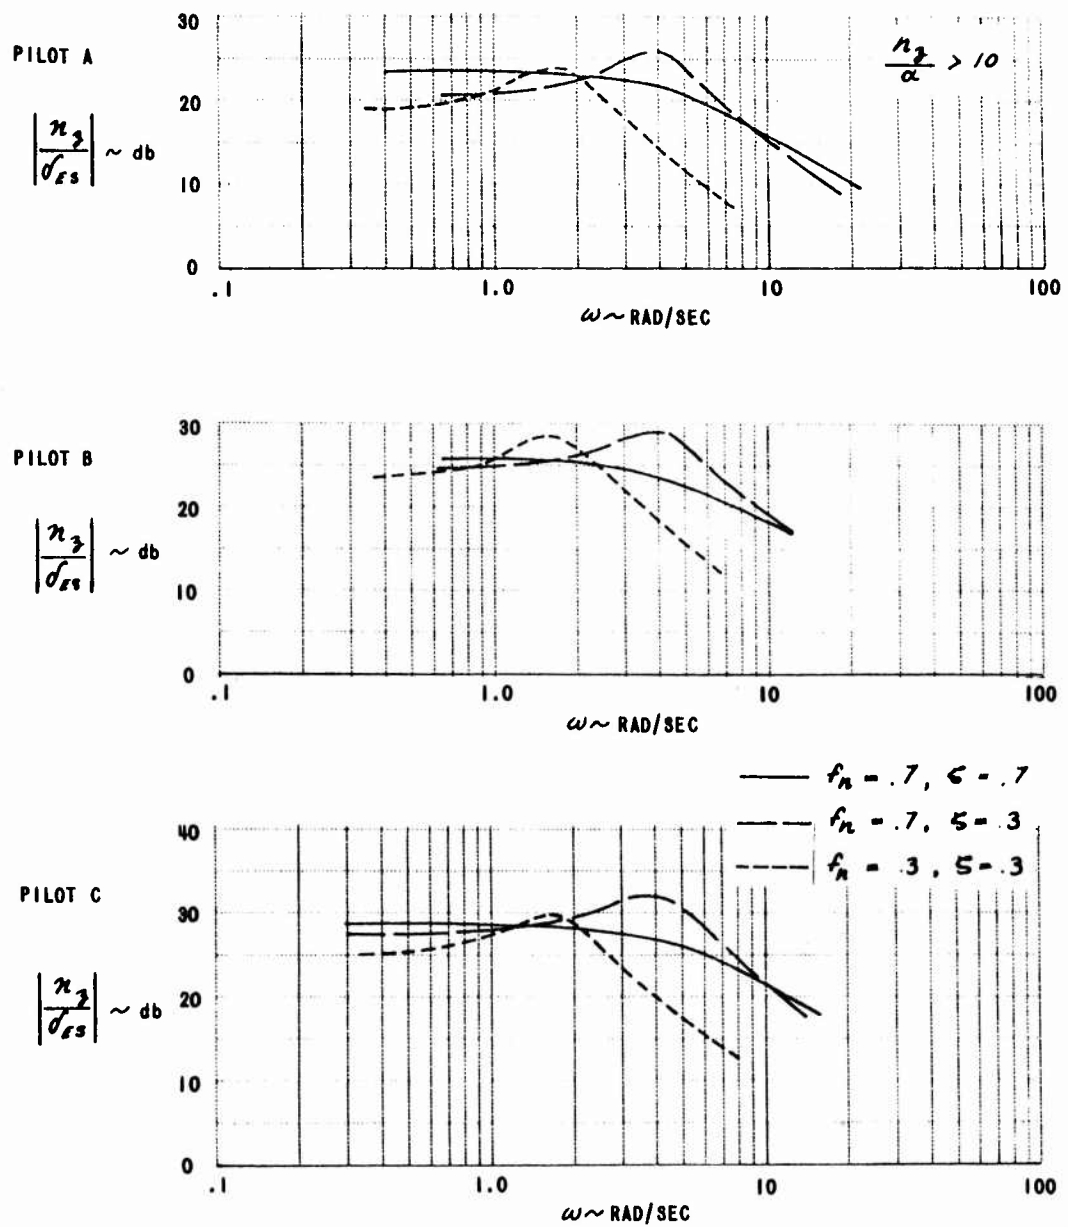 30
PILOT A
n_z/α > 10
20
|n_z/δ_ES| ~ db
10
0
.1 1.0 10 100
ω ~ RAD/SEC
30
PILOT B
20
|n_z/δ_ES| ~ db
10
0
.1 1.0 10 100
ω ~ RAD/SEC
f_n = .7, ζ = .7
f_n = .7, ζ = .3
f_n = .3, ζ = .3
40
PILOT C
30
20
|n_z/δ_ES| ~ db
10
0
.1 1.0 10 100
ω ~ RAD/SEC